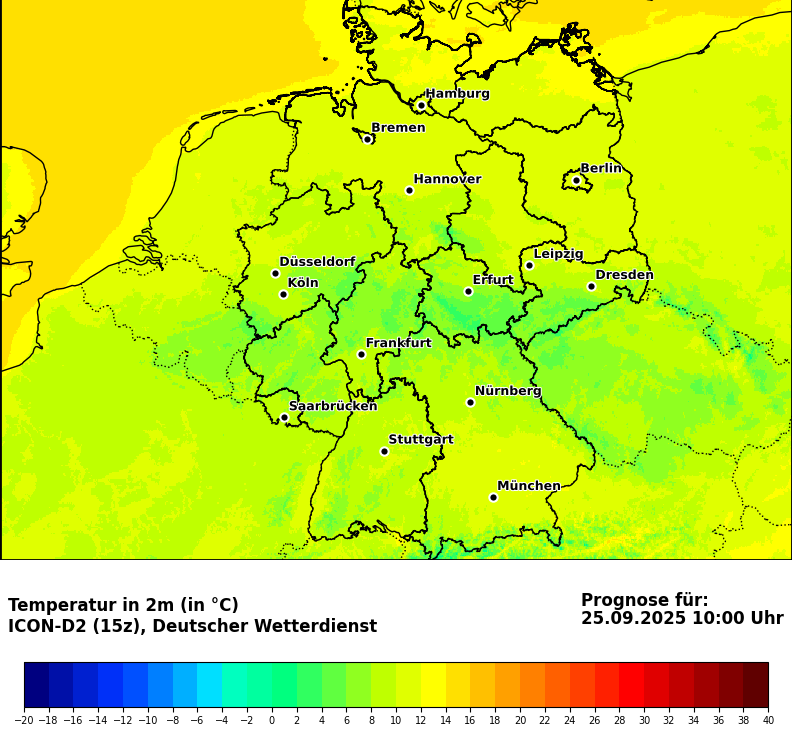 Hamburg
Bremen
Berlin
Hannover
Leipzig
Düsseldorf
Dresden
Köln
Erfurt
Frankfurt
Nürnberg
Saarbrücken
Stuttgart
München
Temperatur in 2m (in °C)
ICON-D2 (15z), Deutscher Wetterdienst
Prognose für:
25.09.2025 10:00 Uhr
−20 −18 −16 −14 −12 −10 −8 −6 −4 −2 0 2 4 6 8 10 12 14 16 18 20 22 24 26 28 30 32 34 36 38 40